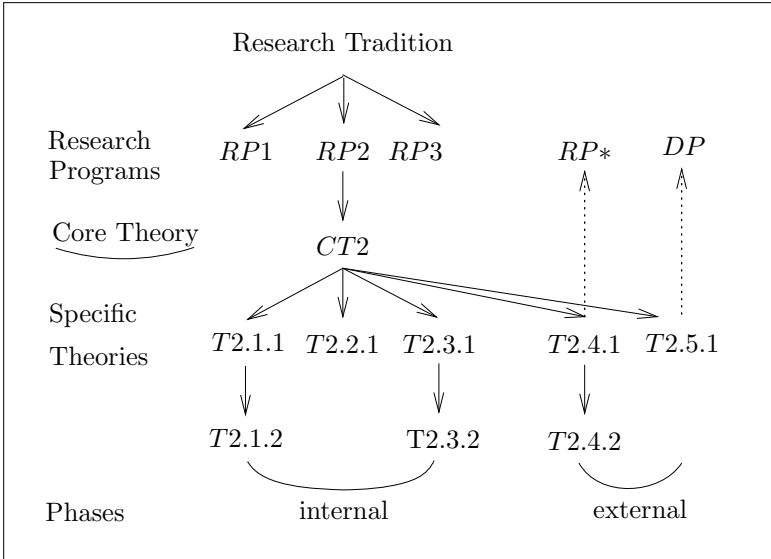 Research Tradition
Research
Programs
RP1 RP2 RP3 RP* DP
Core Theory
CT2
Specific
Theories
T2.1.1 T2.2.1 T2.3.1 T2.4.1 T2.5.1
T2.1.2 T2.3.2 T2.4.2
Phases internal external